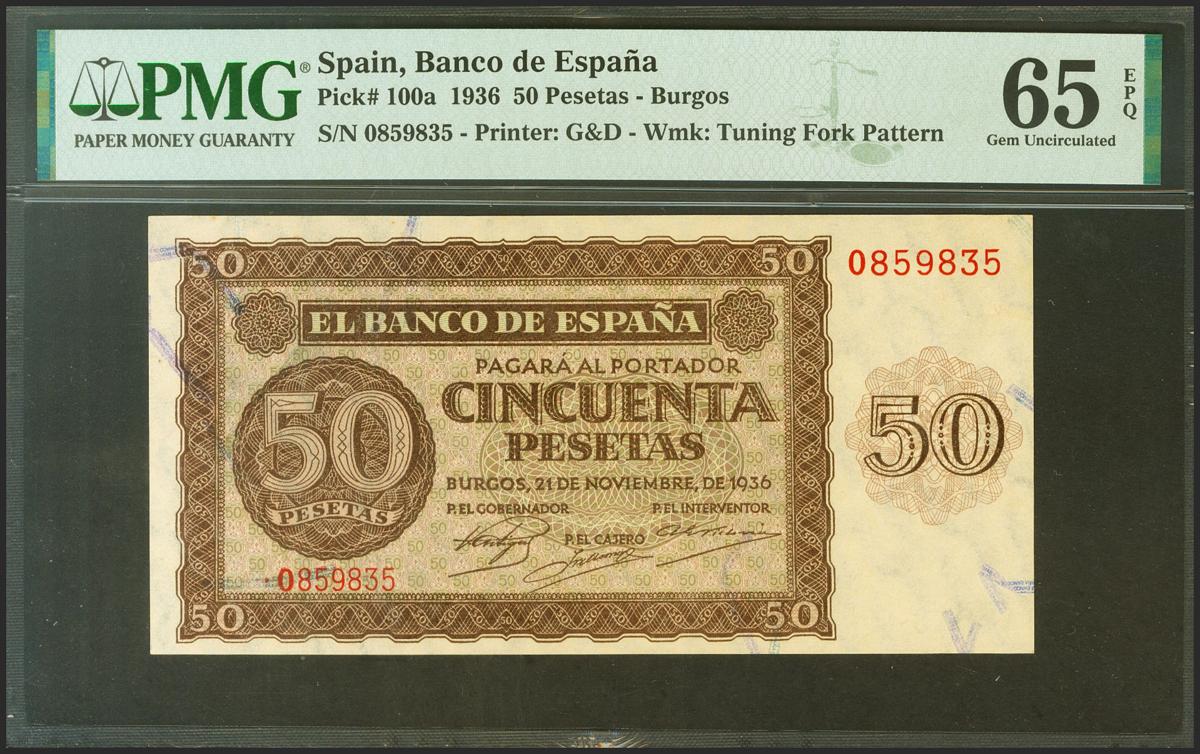 PMG®
PAPER MONEY GUARANTY
Spain, Banco de España
Pick# 100a 1936 50 Pesetas - Burgos
S/N 0859835 - Printer: G&D - Wmk: Tuning Fork Pattern
65 EPQ
Gem Uncirculated
50 50
0859835
EL BANCO DE ESPAÑA
PAGARÁ AL PORTADOR
CINCUENTA
PESETAS
50
PESETAS
50
BURGOS, 21 DE NOVIEMBRE, DE 1936
P. EL GOBERNADOR P. EL INTERVENTOR
P. EL CAJERO
0859835
50 50